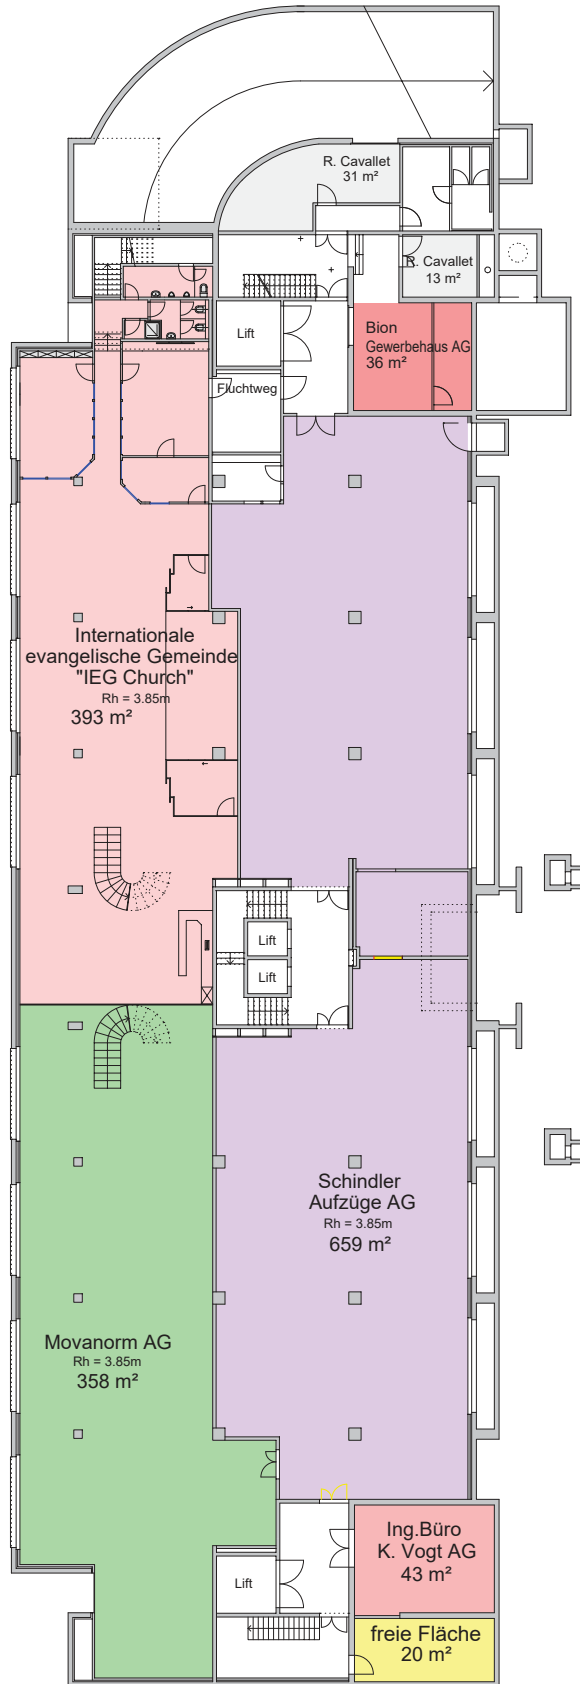 R. Cavallet
31 m²
R. Cavallet
13 m²
Lift
Bion
Gewerbehaus AG
36 m²
Fluchtweg
Internationale
evangelische Gemeinde
"IEG Church"
Rh = 3.85m
393 m²
Lift
Lift
Schindler
Aufzüge AG
Rh = 3.85m
659 m²
Movanorm AG
Rh = 3.85m
358 m²
Ing.Büro
K. Vogt AG
43 m²
Lift
freie Fläche
20 m²